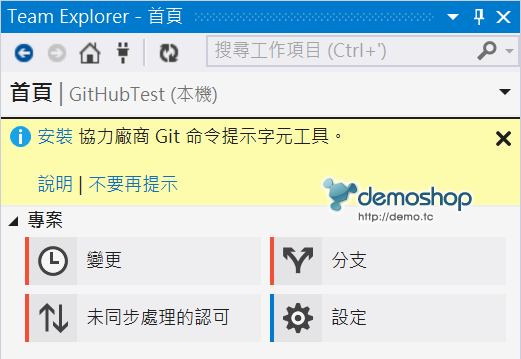 Team Explorer - 首頁
搜尋工作項目 (Ctrl+')
首頁 | GitHubTest (本機)
安裝 協力廠商 Git 命令提示字元工具。
說明 | 不要再提示
demoshop
http://demo.tc
專案
變更
分支
未同步處理的認可
設定